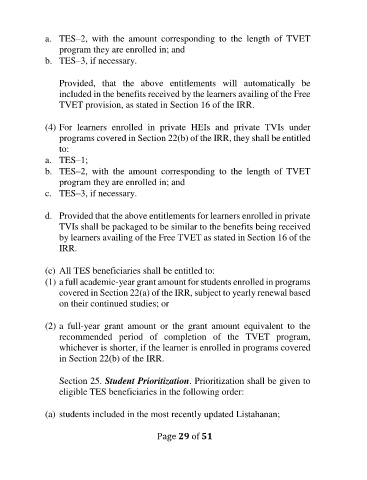 a. TES–2, with the amount corresponding to the length of TVET
program they are enrolled in; and
b. TES–3, if necessary.
Provided, that the above entitlements will automatically be
included in the benefits received by the learners availing of the Free
TVET provision, as stated in Section 16 of the IRR.
(4) For learners enrolled in private HEIs and private TVIs under
programs covered in Section 22(b) of the IRR, they shall be entitled
to:
a. TES–1;
b. TES–2, with the amount corresponding to the length of TVET
program they are enrolled in; and
c. TES–3, if necessary.
d. Provided that the above entitlements for learners enrolled in private
TVIs shall be packaged to be similar to the benefits being received
by learners availing of the Free TVET as stated in Section 16 of the
IRR.
(c) All TES beneficiaries shall be entitled to:
(1) a full academic-year grant amount for students enrolled in programs
covered in Section 22(a) of the IRR, subject to yearly renewal based
on their continued studies; or
(2) a full-year grant amount or the grant amount equivalent to the
recommended period of completion of the TVET program,
whichever is shorter, if the learner is enrolled in programs covered
in Section 22(b) of the IRR.
Section 25. Student Prioritization. Prioritization shall be given to
eligible TES beneficiaries in the following order:
(a) students included in the most recently updated Listahanan;
Page 29 of 51